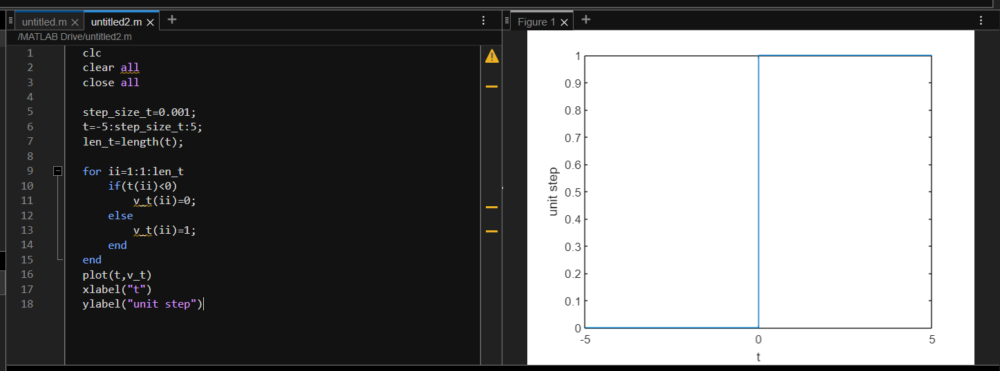 untitled.m × untitled2.m × +
/MATLAB Drive/untitled2.m
1 clc
2 clear all
3 close all
4
5 step_size_t=0.001;
6 t=-5:step_size_t:5;
7 len_t=length(t);
8
9 for ii=1:1:len_t
10 if(t(ii)<0)
11 v_t(ii)=0;
12 else
13 v_t(ii)=1;
14 end
15 end
16 plot(t,v_t)
17 xlabel("t")
18 ylabel("unit step")
Figure 1 × +
1
0.9
0.8
0.7
0.6
0.5
0.4
0.3
0.2
0.1
0
unit step
-5 0 5
t